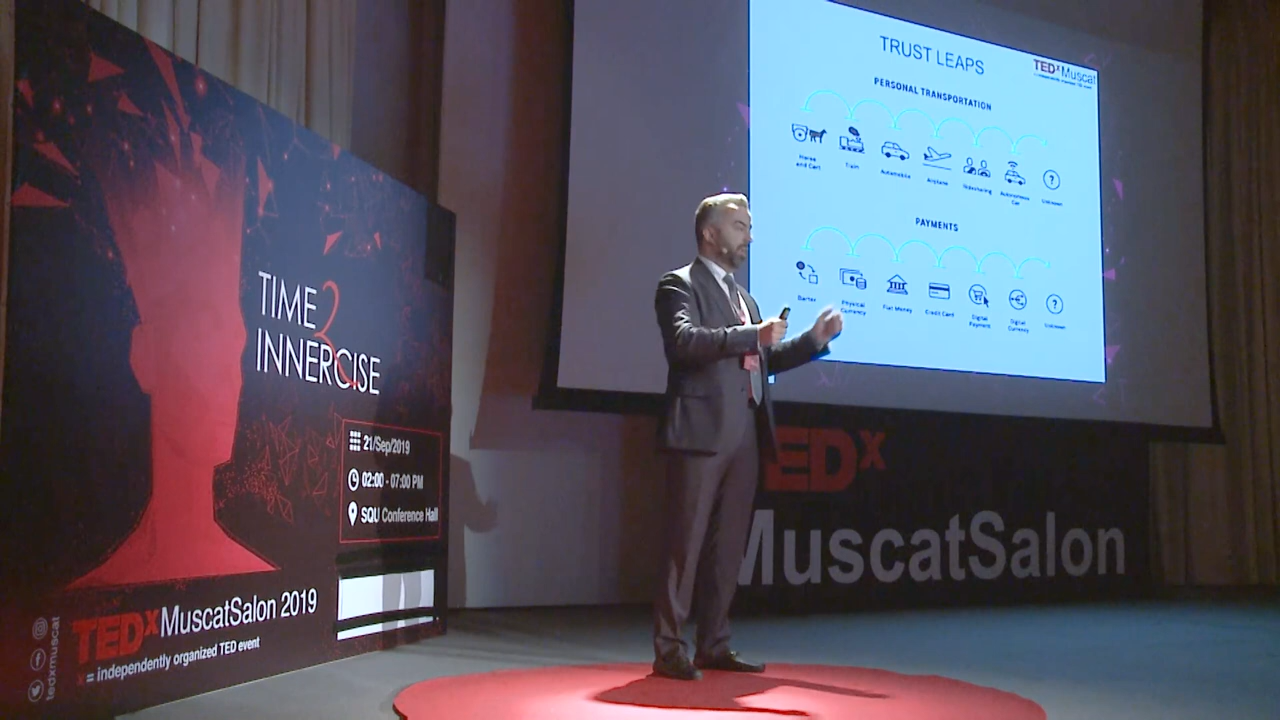 TIME
2
INNERCISE
21/Sep/2019
02:00 - 07:00 PM
SQU Conference Hall
TEDxMuscatSalon 2019
x = independently organized TED event
tedxmuscat
TRUST LEAPS
TEDxMuscat
PERSONAL TRANSPORTATION
Horse and Cart
Train
Automobile
Airplane
Ridesharing
Autonomous Car
?
Unknown
PAYMENTS
Barter
Physical Currency
Fiat Money
Credit Card
Digital Payment
Digital Currency
?
Unknown
TEDx
MuscatSalon